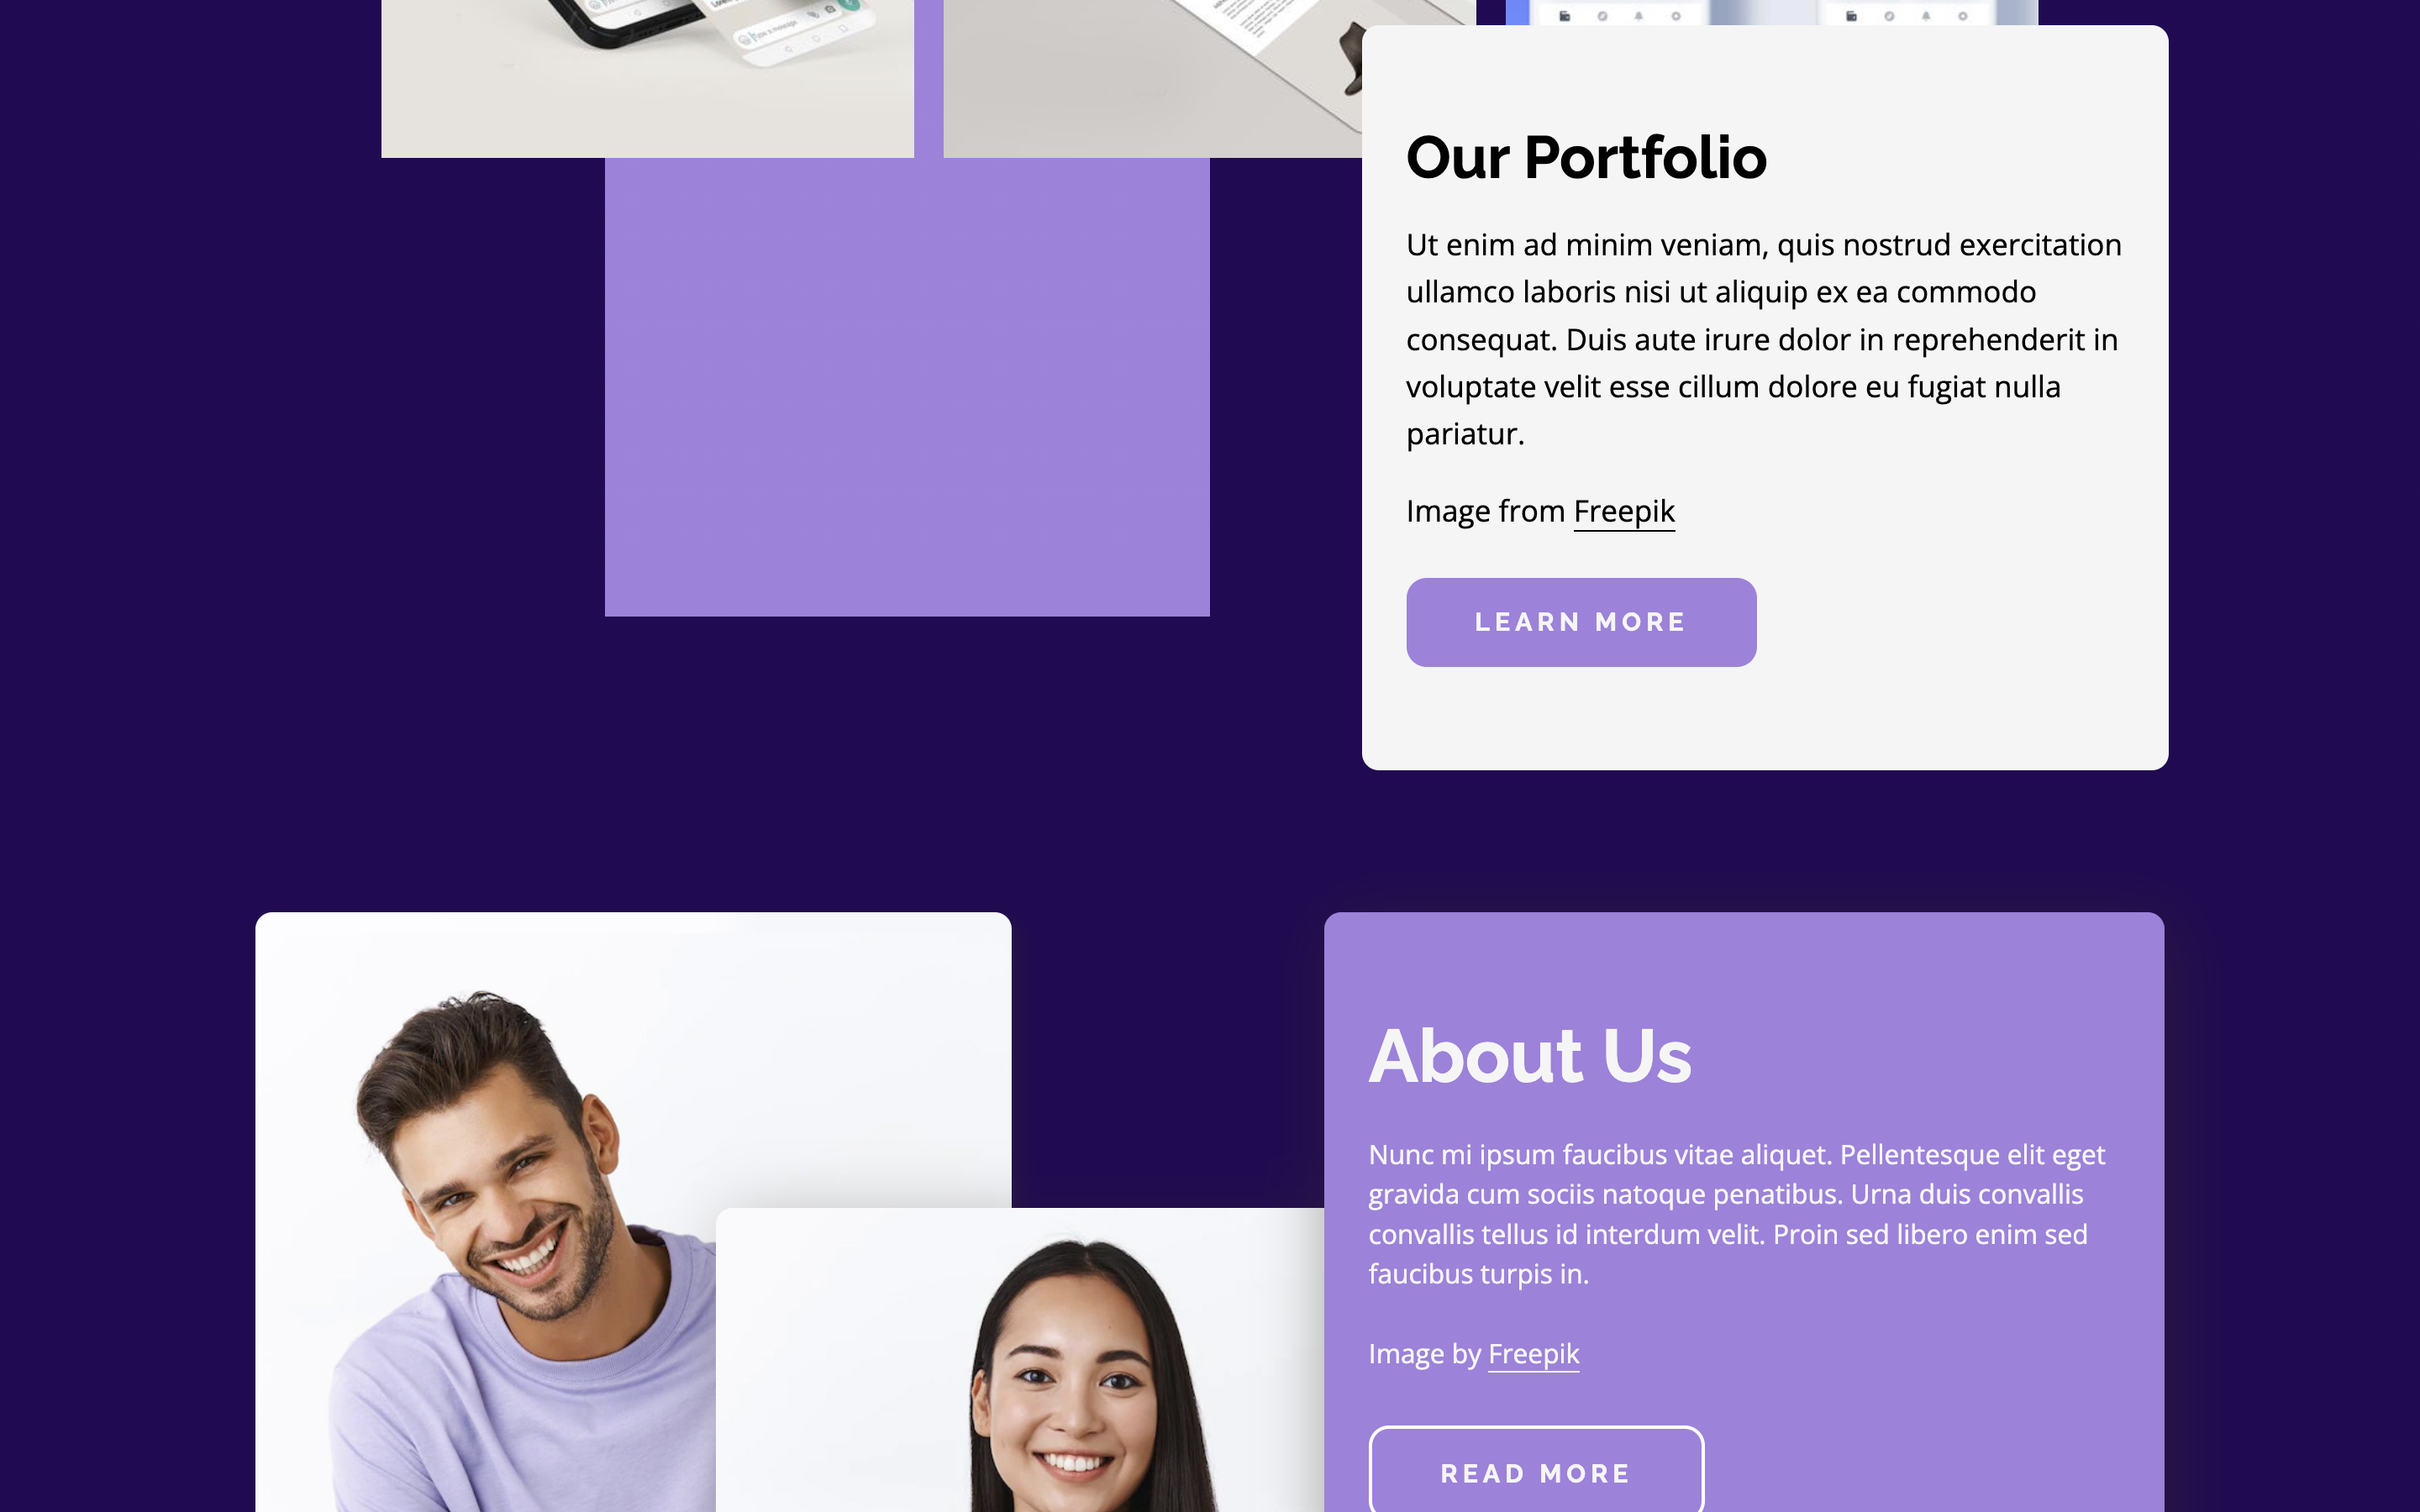 Our Portfolio
Ut enim ad minim veniam, quis nostrud exercitation
ullamco laboris nisi ut aliquip ex ea commodo
consequat. Duis aute irure dolor in reprehenderit in
voluptate velit esse cillum dolore eu fugiat nulla
pariatur.
Image from Freepik
LEARN MORE
About Us
Nunc mi ipsum faucibus vitae aliquet. Pellentesque elit eget
gravida cum sociis natoque penatibus. Urna duis convallis
convallis tellus id interdum velit. Proin sed libero enim sed
faucibus turpis in.
Image by Freepik
READ MORE